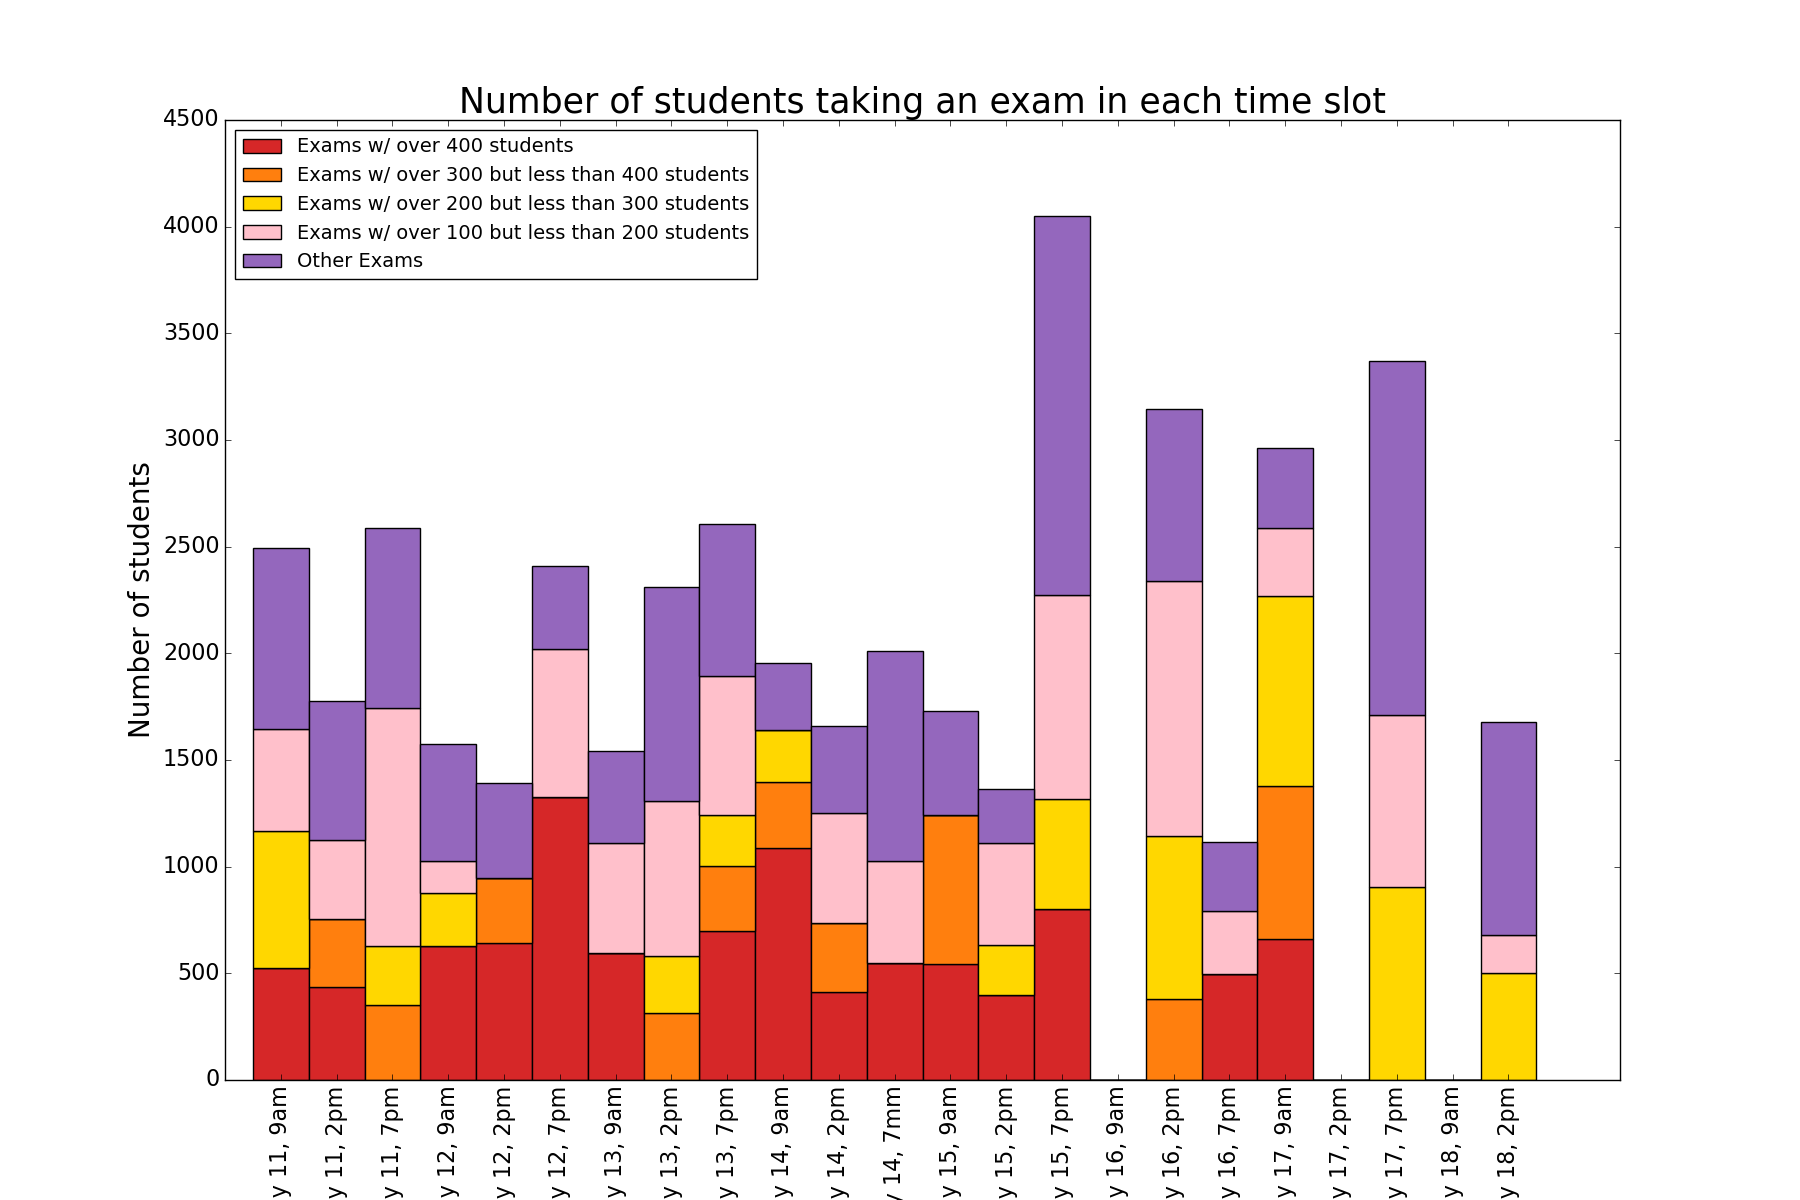 Number of students taking an exam in each time slot
4500
4000
3500
3000
2500
2000
1500
1000
500
0
Number of students
Exams w/ over 400 students
Exams w/ over 300 but less than 400 students
Exams w/ over 200 but less than 300 students
Exams w/ over 100 but less than 200 students
Other Exams
y 11, 9am
y 11, 2pm
y 11, 7pm
y 12, 9am
y 12, 2pm
y 12, 7pm
y 13, 9am
y 13, 2pm
y 13, 7pm
y 14, 9am
y 14, 2pm
y 14, 7mm
y 15, 9am
y 15, 2pm
y 15, 7pm
y 16, 9am
y 16, 2pm
y 16, 7pm
y 17, 9am
y 17, 2pm
y 17, 7pm
y 18, 9am
y 18, 2pm